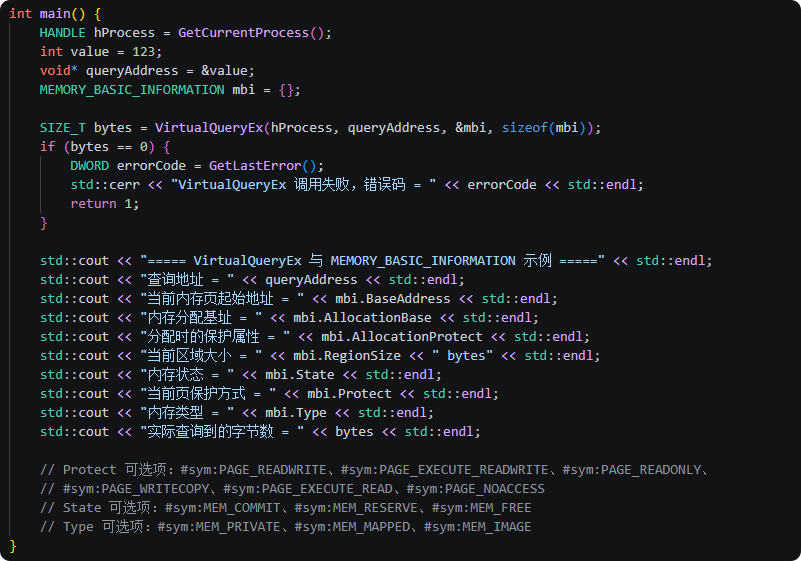 int main() {
    HANDLE hProcess = GetCurrentProcess();
    int value = 123;
    void* queryAddress = &value;
    MEMORY_BASIC_INFORMATION mbi = {};

    SIZE_T bytes = VirtualQueryEx(hProcess, queryAddress, &mbi, sizeof(mbi));
    if (bytes == 0) {
        DWORD errorCode = GetLastError();
        std::cerr << "VirtualQueryEx 调用失败，错误码 = " << errorCode << std::endl;
        return 1;
    }

    std::cout << "===== VirtualQueryEx 与 MEMORY_BASIC_INFORMATION 示例 =====" << std::endl;
    std::cout << "查询地址 = " << queryAddress << std::endl;
    std::cout << "当前内存页起始地址 = " << mbi.BaseAddress << std::endl;
    std::cout << "内存分配基址 = " << mbi.AllocationBase << std::endl;
    std::cout << "分配时的保护属性 = " << mbi.AllocationProtect << std::endl;
    std::cout << "当前区域大小 = " << mbi.RegionSize << " bytes" << std::endl;
    std::cout << "内存状态 = " << mbi.State << std::endl;
    std::cout << "当前页保护方式 = " << mbi.Protect << std::endl;
    std::cout << "内存类型 = " << mbi.Type << std::endl;
    std::cout << "实际查询到的字节数 = " << bytes << std::endl;

    // Protect 可选项：#sym:PAGE_READWRITE、#sym:PAGE_EXECUTE_READWRITE、#sym:PAGE_READONLY、
    // #sym:PAGE_WRITECOPY、#sym:PAGE_EXECUTE_READ、#sym:PAGE_NOACCESS
    // State 可选项：#sym:MEM_COMMIT、#sym:MEM_RESERVE、#sym:MEM_FREE
    // Type 可选项：#sym:MEM_PRIVATE、#sym:MEM_MAPPED、#sym:MEM_IMAGE
}